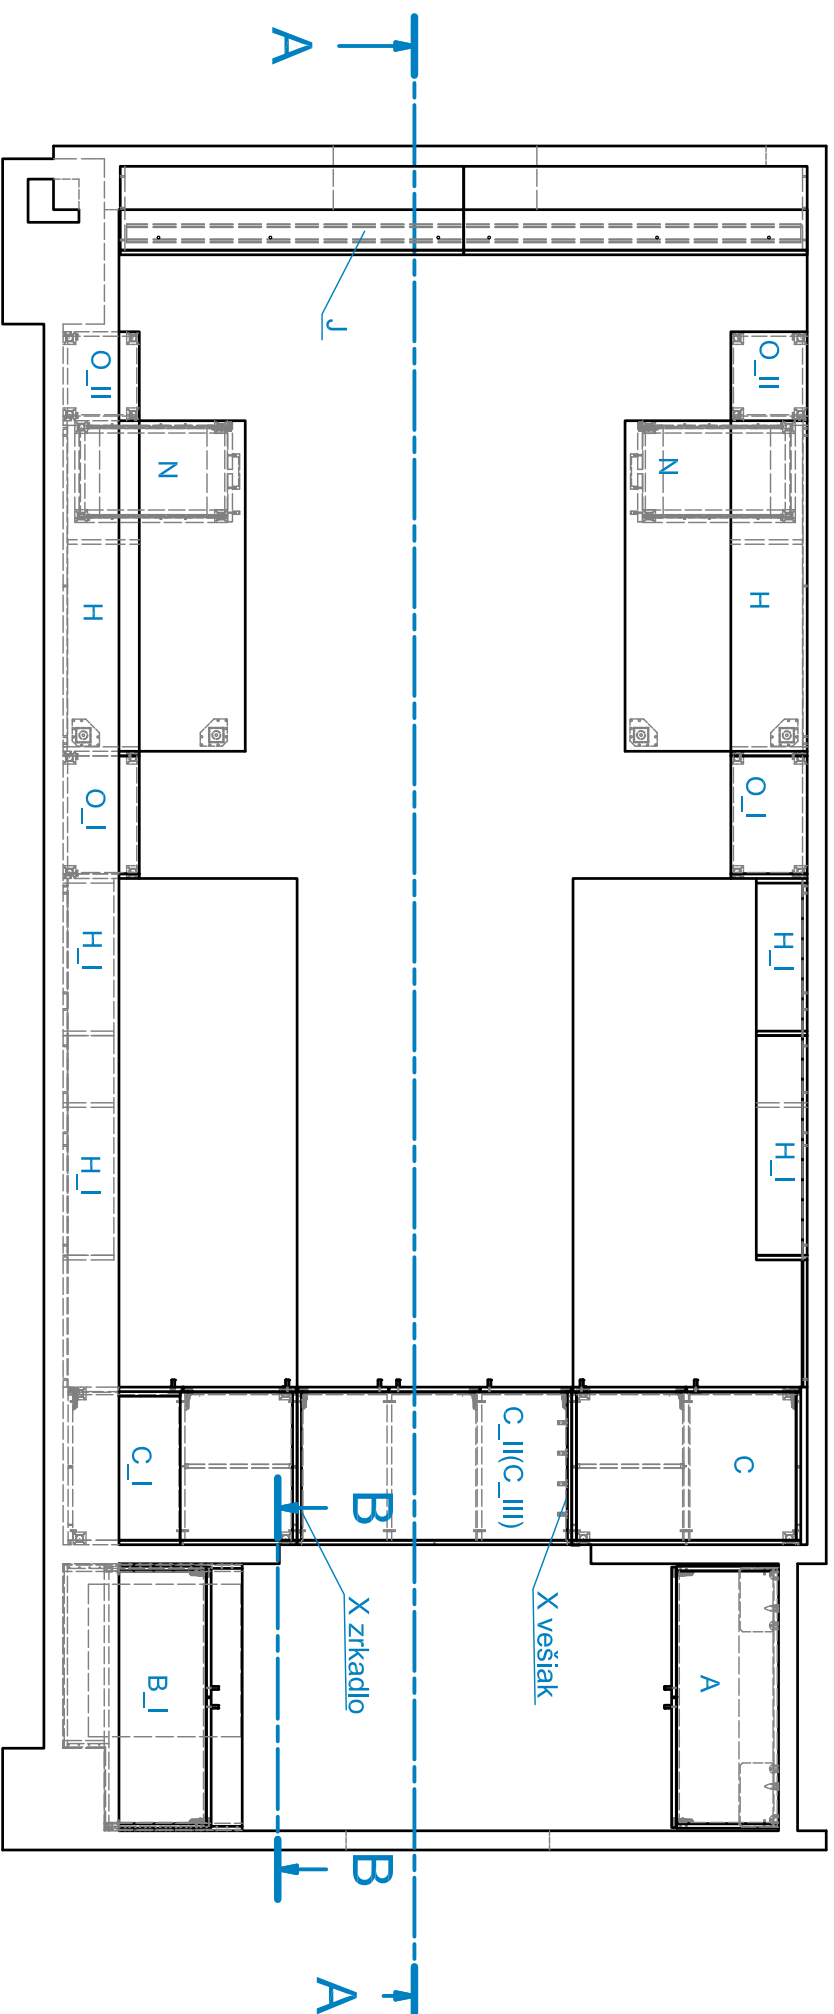 A
J
O_II
O_II
N
N
H
H
O_I
O_I
H_I
H_I
H_I
H_I
C_I
C_II(C_III)
C
B
X zrkadlo
X vešiak
B_I
A
B
A